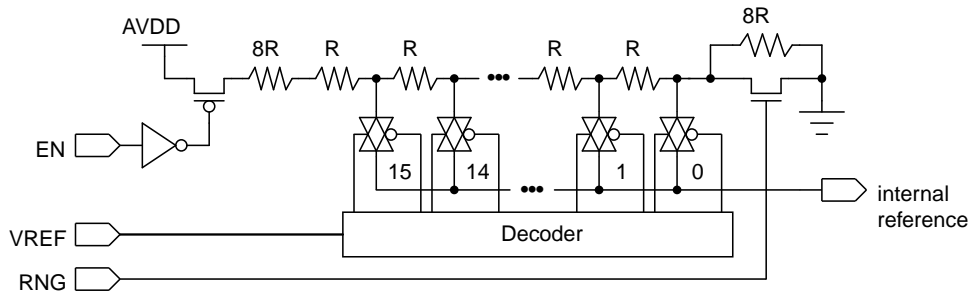 8R
AVDD
8R
R
R
R
R
EN
15
14
1
0
internal
reference
VREF
Decoder
RNG